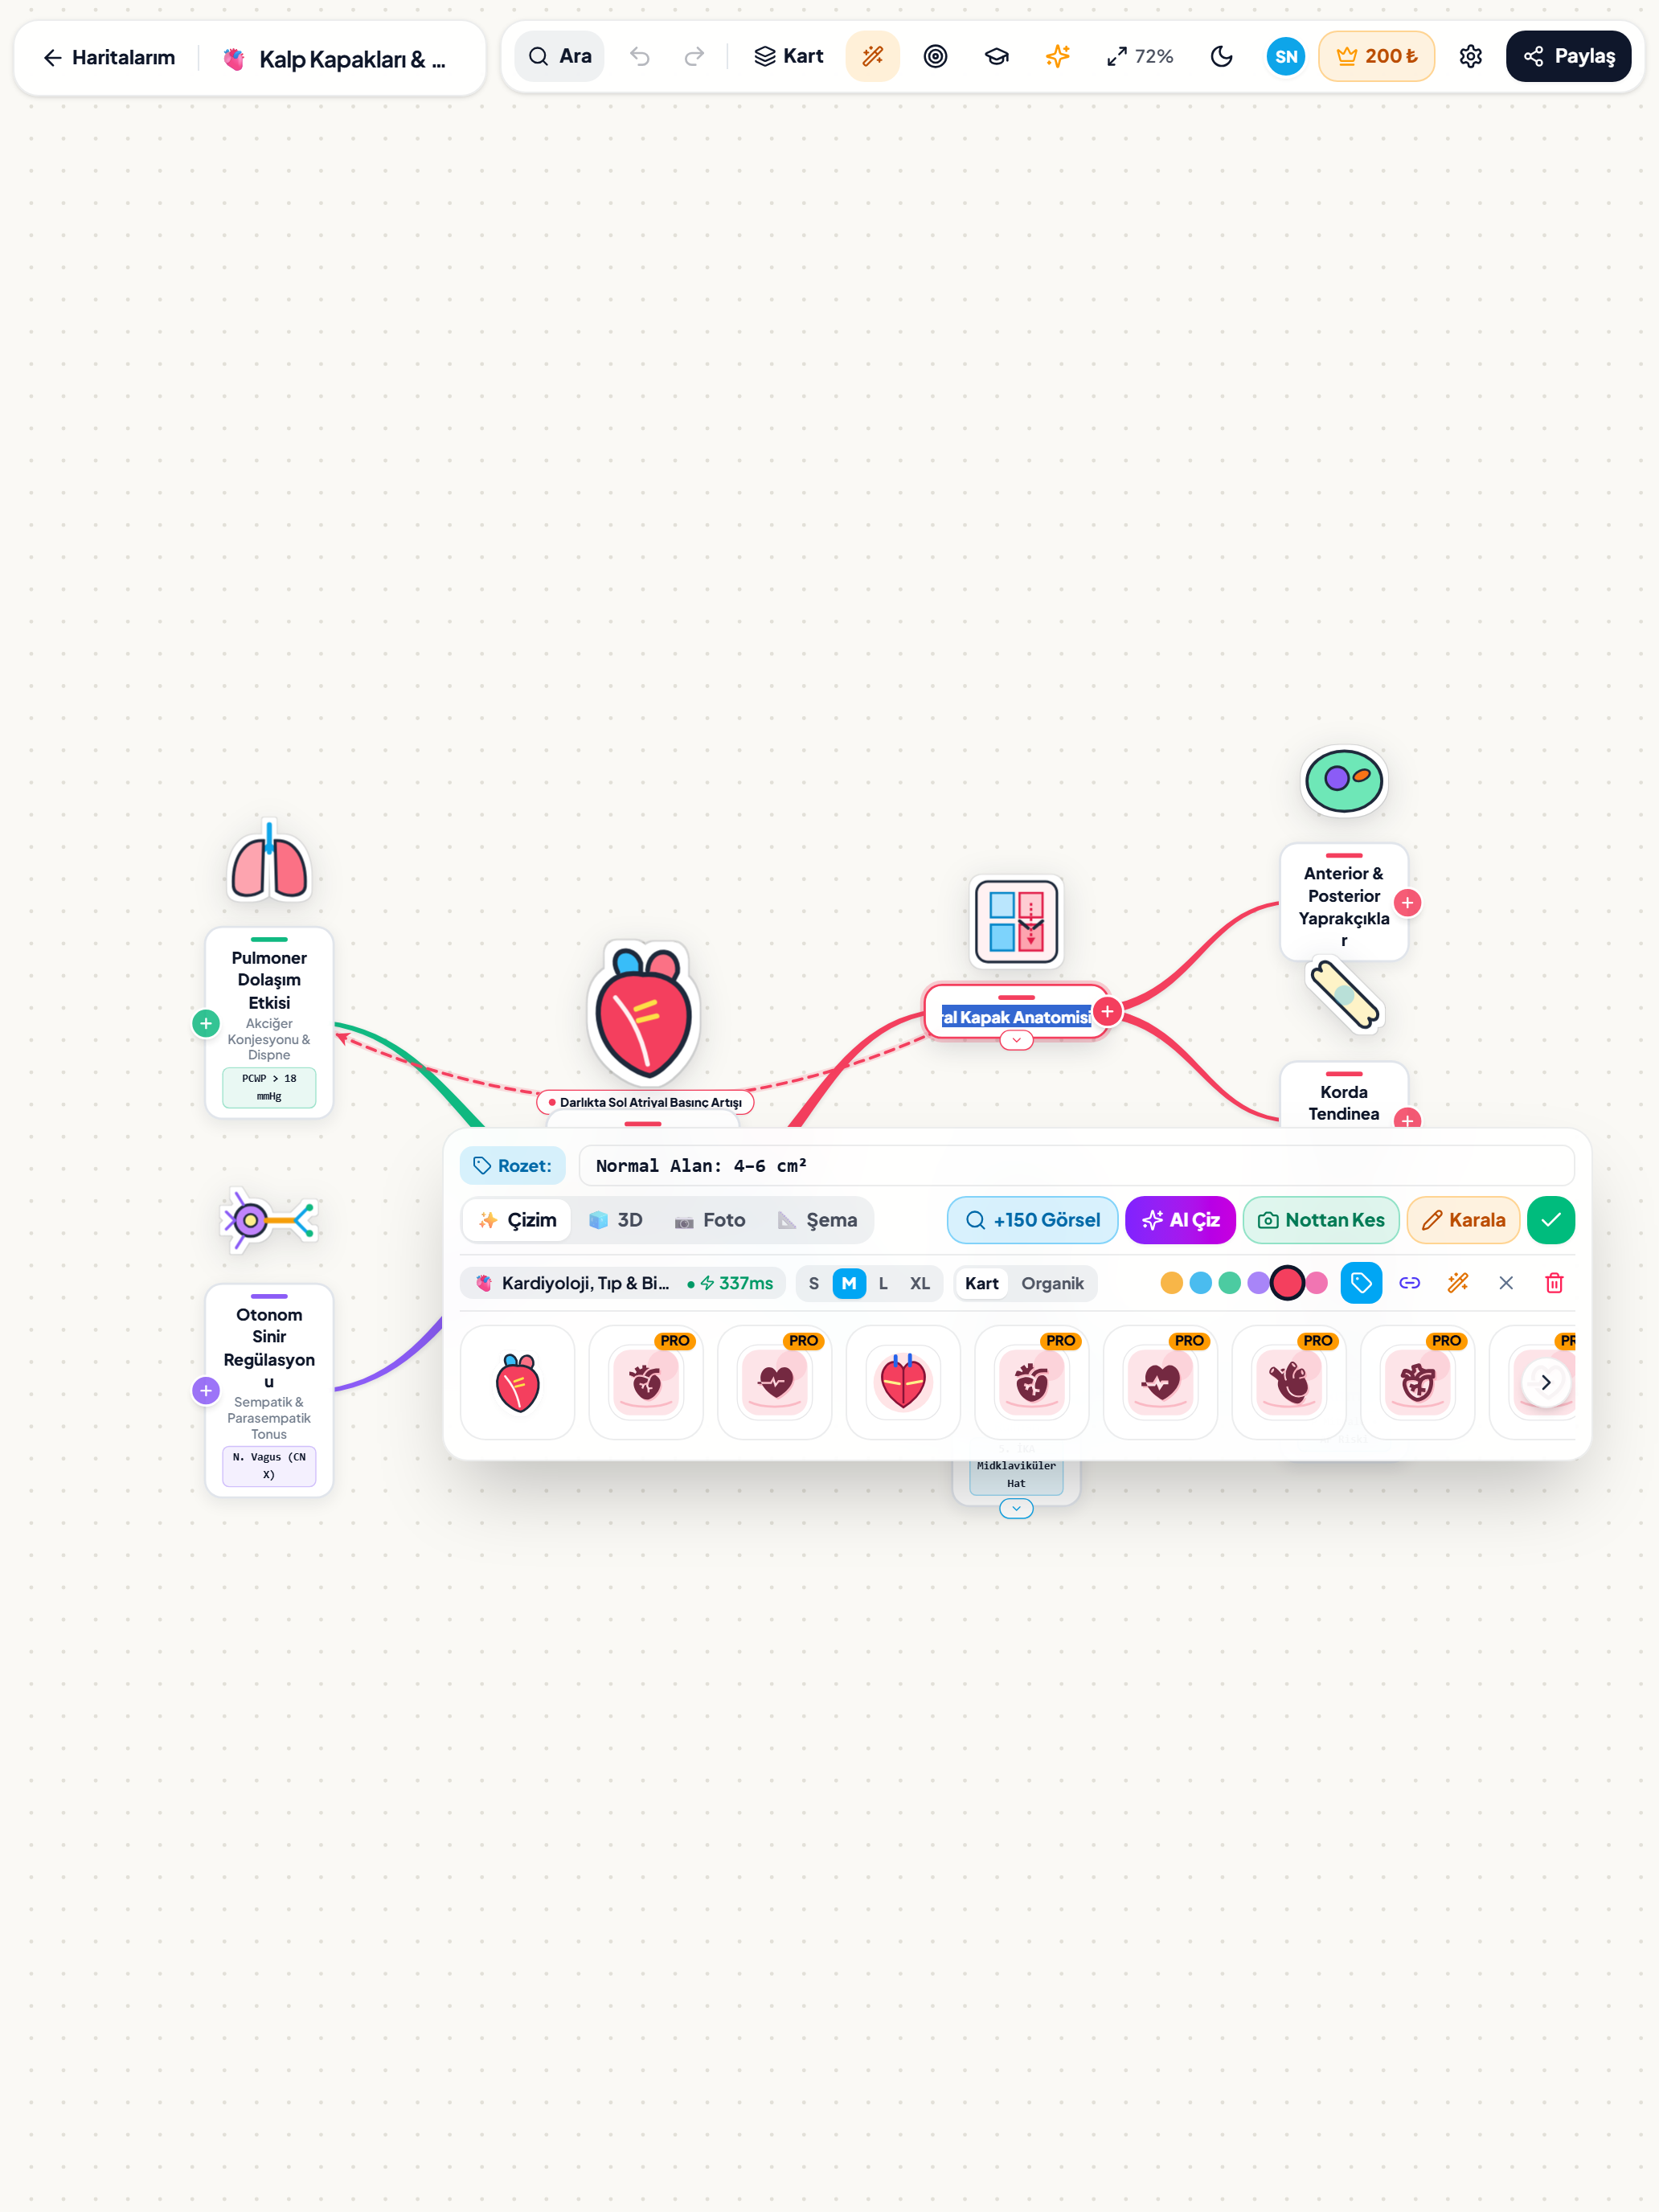 Haritalarım
Kalp Kapakları & ...
Ara
Kart
72%
SN
200 ₺
Paylaş
Pulmoner
Dolaşım
Etkisi
Akciğer
Konjesyonu &
Dispne
PCWP > 18
mmHg
Darlıkta Sol Atriyal Basınç Artışı
ral Kapak Anatomisi
Anterior &
Posterior
Yaprakçıkla
r
Korda
Tendinea
Otonom
Sinir
Regülasyon
u
Sempatik &
Parasempatik
Tonus
N. Vagus (CN
X)
Rozet:
Normal Alan: 4–6 cm²
Çizim
3D
Foto
Şema
+150 Görsel
AI Çiz
Nottan Kes
Karala
Kardiyoloji, Tıp & Bi...
337ms
S
M
L
XL
Kart
Organik
PRO
PRO
PRO
PRO
PRO
PRO
PR
Midklaviküler
Hat